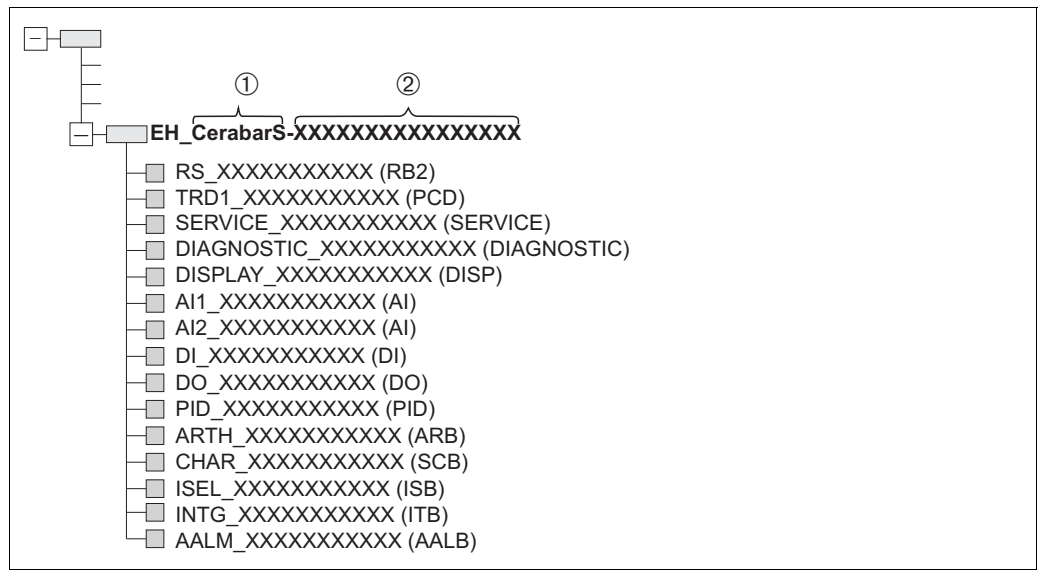 ① ②
EH_CerabarS-XXXXXXXXXXXXXXXX
RS_XXXXXXXXXXX (RB2)
TRD1_XXXXXXXXXXX (PCD)
SERVICE_XXXXXXXXXXX (SERVICE)
DIAGNOSTIC_XXXXXXXXXXX (DIAGNOSTIC)
DISPLAY_XXXXXXXXXXX (DISP)
AI1_XXXXXXXXXXX (AI)
AI2_XXXXXXXXXXX (AI)
DI_XXXXXXXXXXX (DI)
DO_XXXXXXXXXXX (DO)
PID_XXXXXXXXXXX (PID)
ARTH_XXXXXXXXXXX (ARB)
CHAR_XXXXXXXXXXX (SCB)
ISEL_XXXXXXXXXXX (ISB)
INTG_XXXXXXXXXXX (ITB)
AALM_XXXXXXXXXXX (AALB)